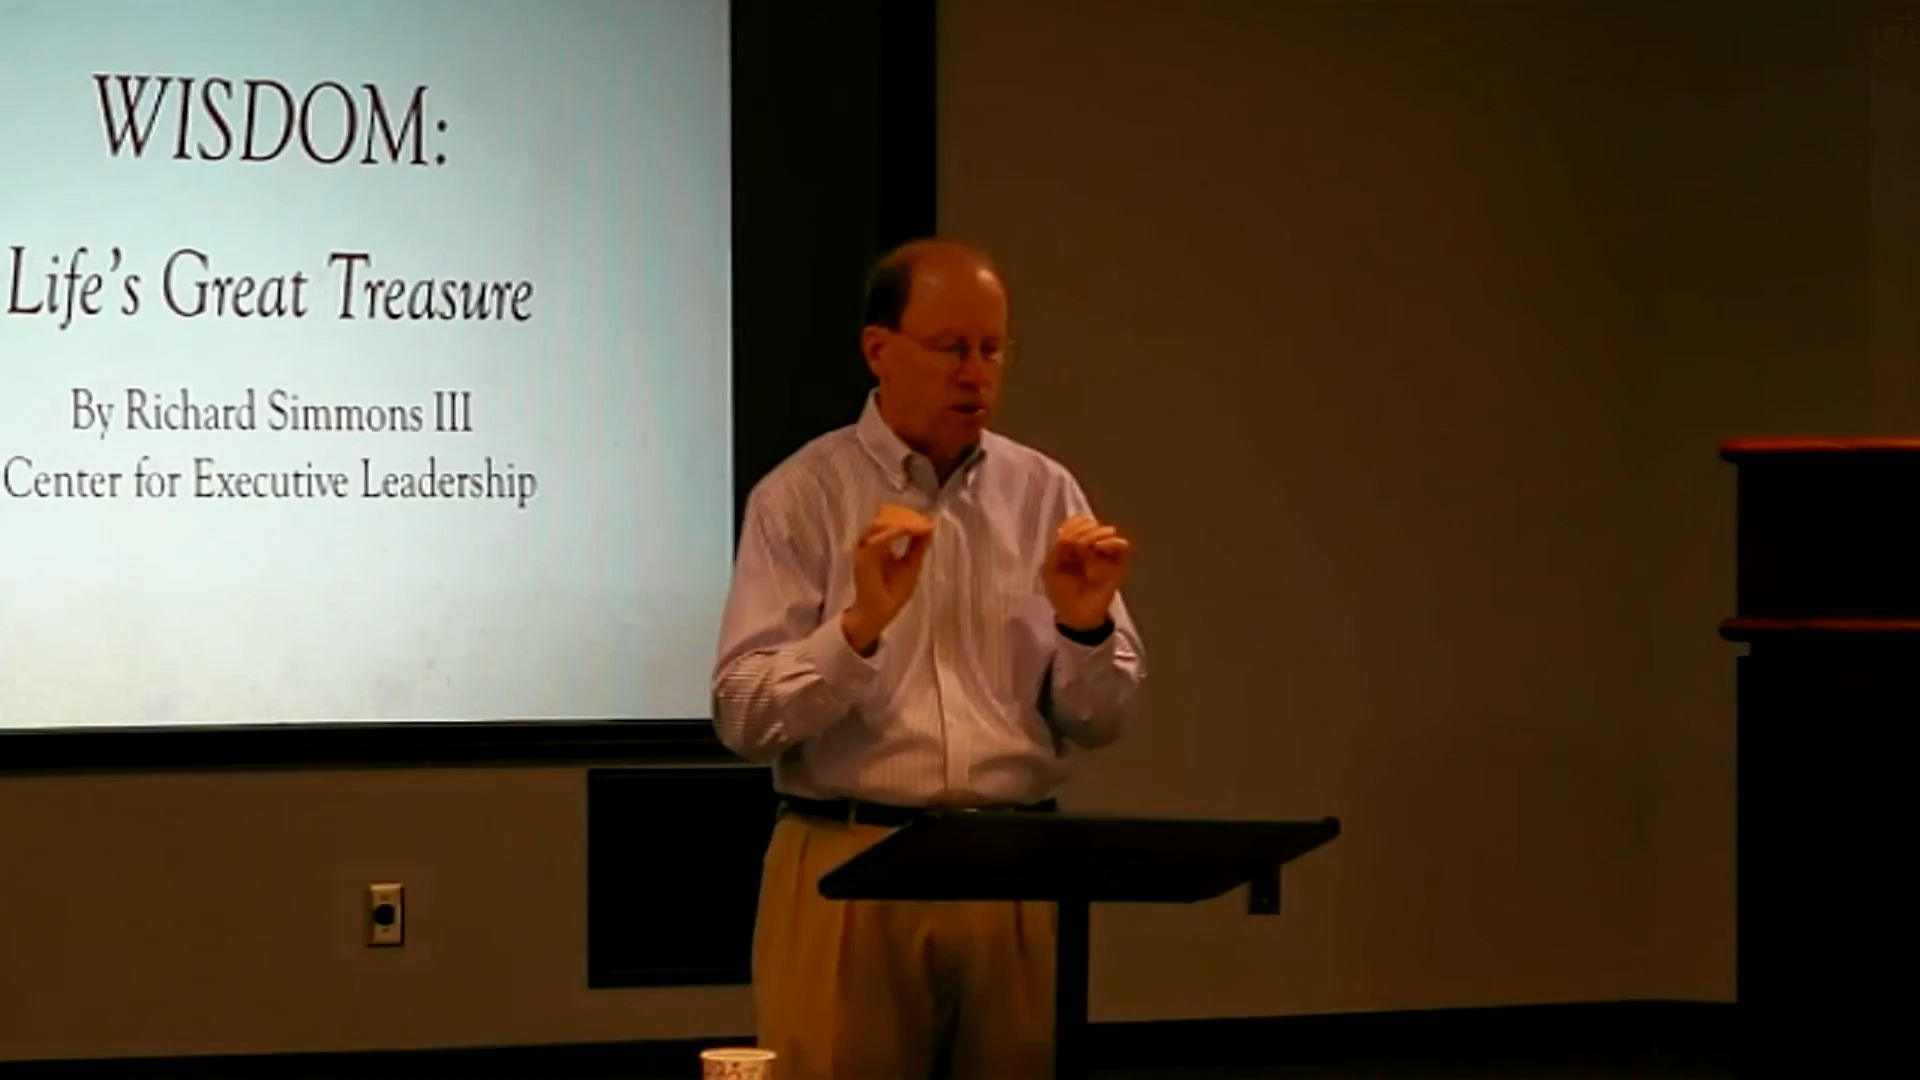 WISDOM:
Life's Great Treasure
By Richard Simmons III
Center for Executive Leadership